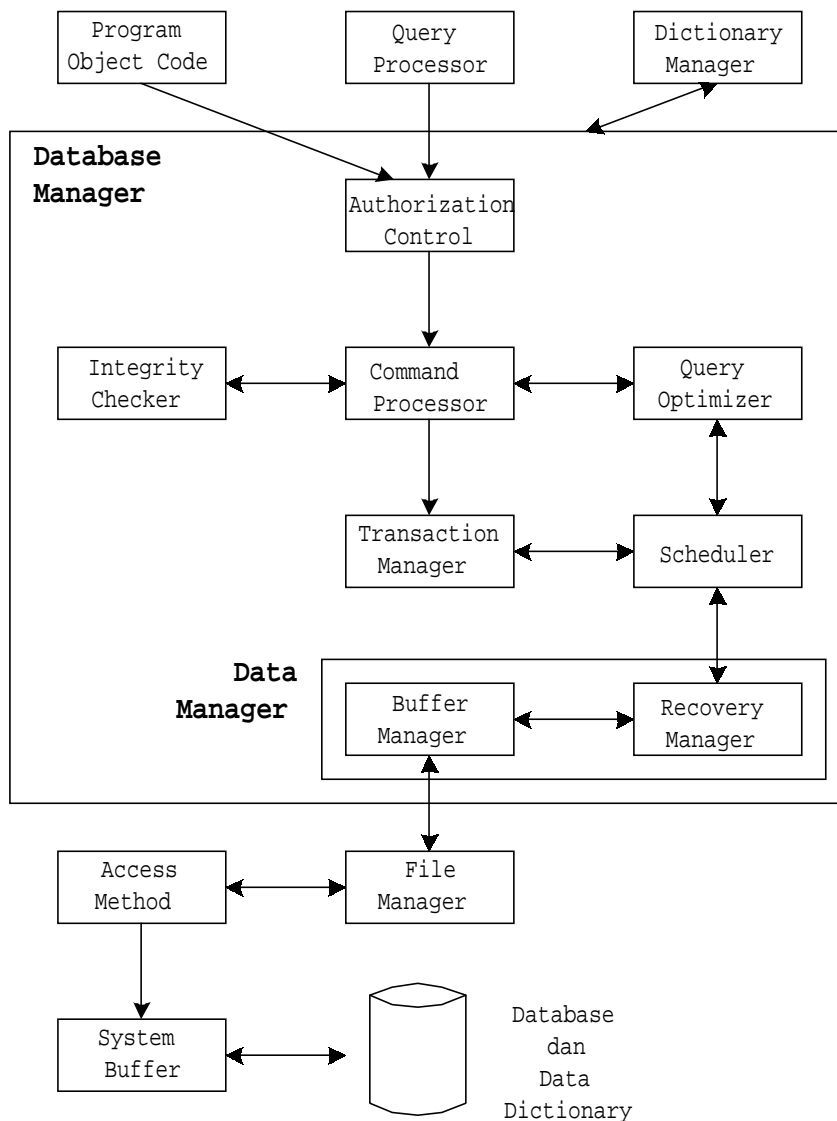 Program
Object Code
Query
Processor
Dictionary
Manager
Database
Manager
Authorization
Control
Integrity
Checker
Command
Processor
Query
Optimizer
Transaction
Manager
Scheduler
Data
Manager
Buffer
Manager
Recovery
Manager
Access
Method
File
Manager
System
Buffer
Database
dan
Data
Dictionary